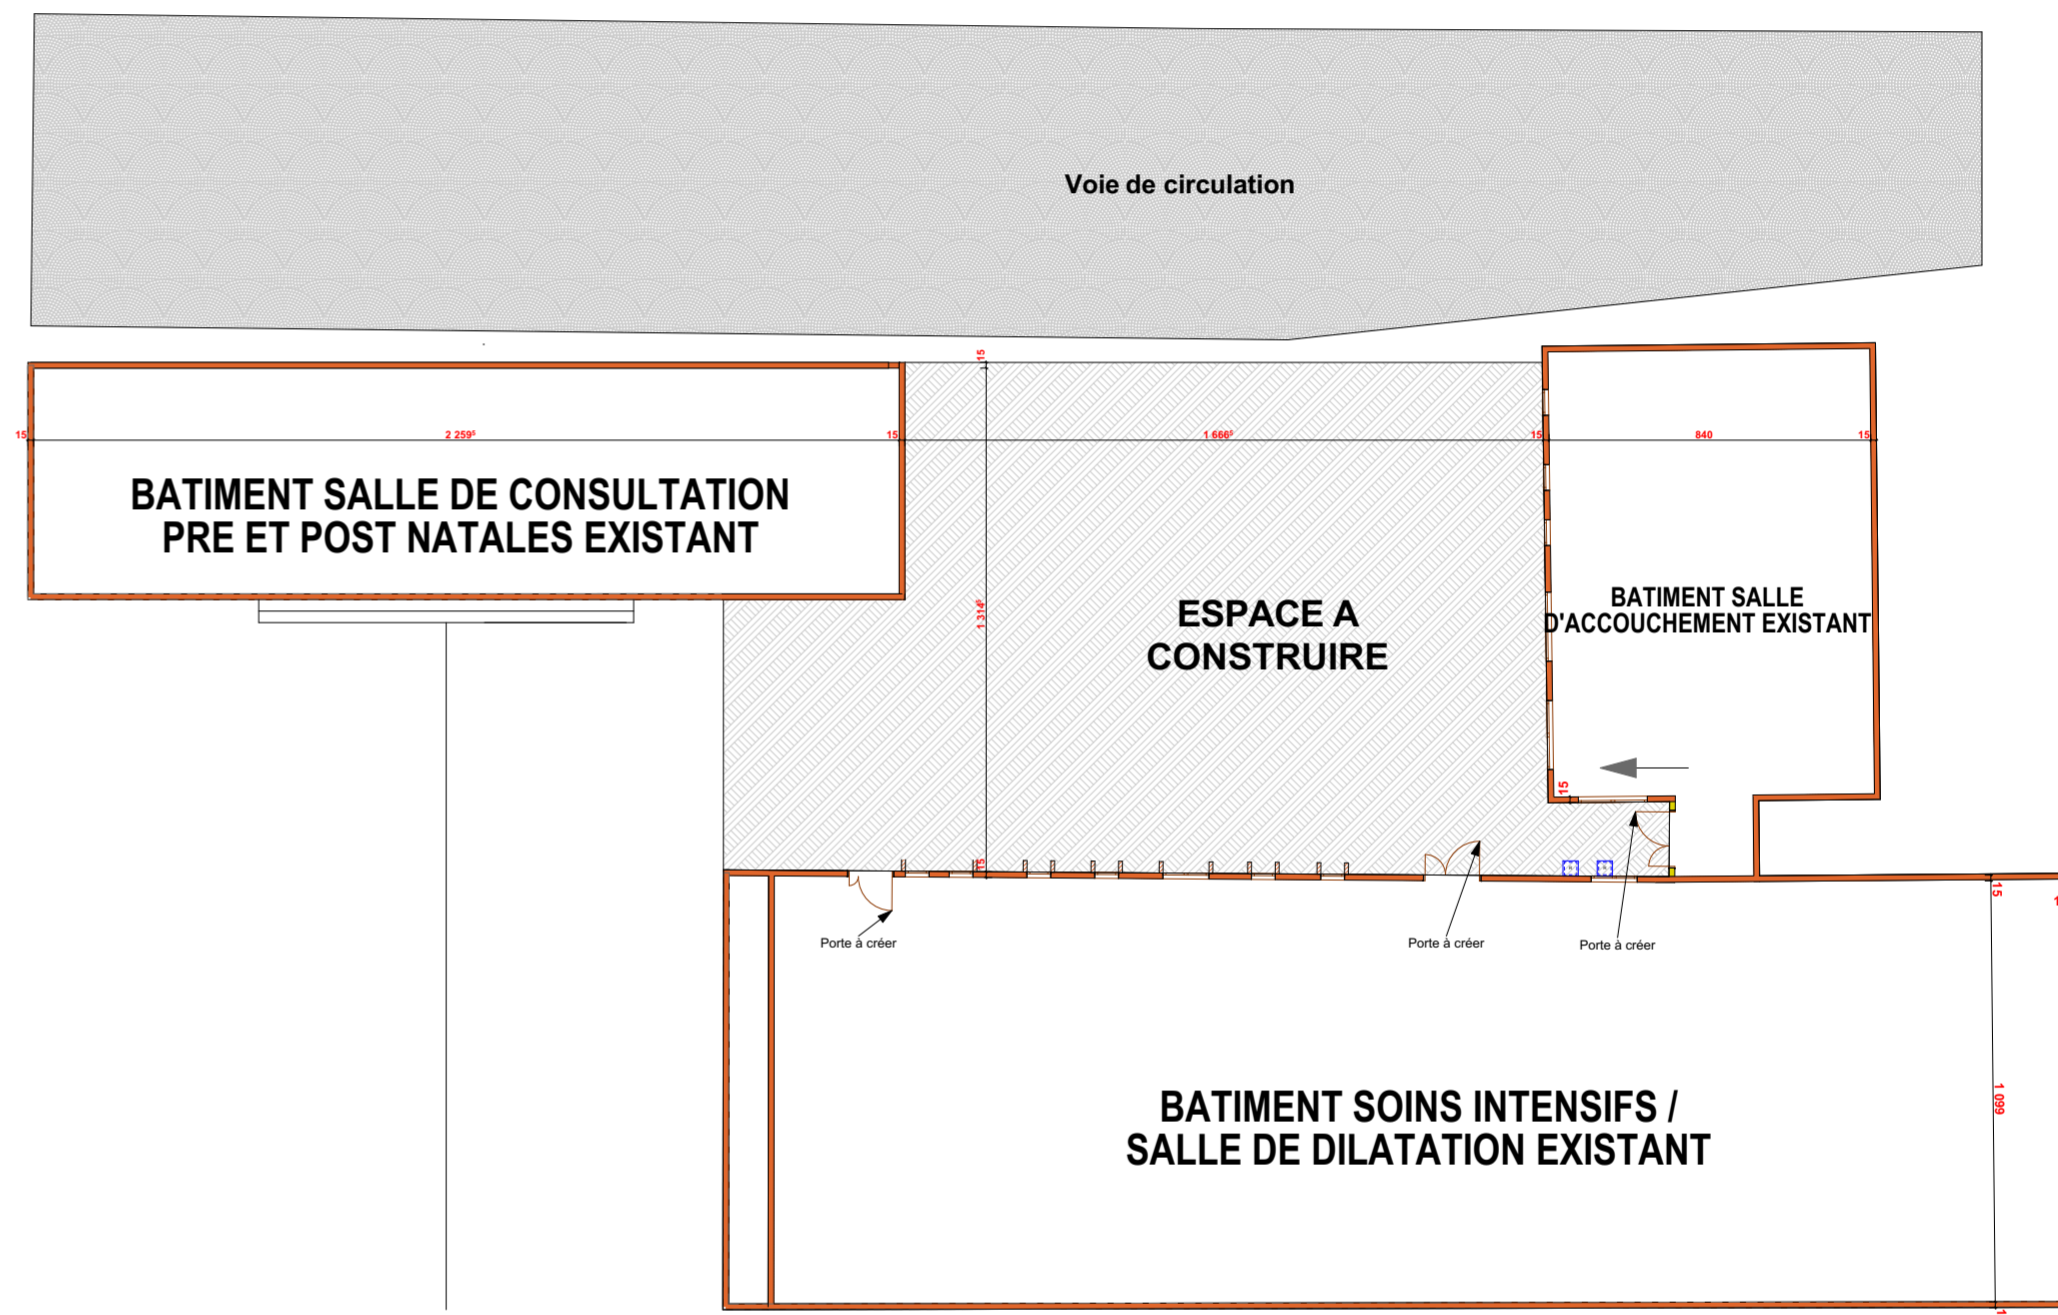 Voie de circulation
15
15
2 259⁵
15
1 666⁵
15
840
15
BATIMENT SALLE DE CONSULTATION
PRE ET POST NATALES EXISTANT
1 314⁵
ESPACE A
CONSTRUIRE
BATIMENT SALLE
D'ACCOUCHEMENT EXISTANT
15
15
15
1
Porte à créer
Porte à créer
Porte à créer
1 099
BATIMENT SOINS INTENSIFS /
SALLE DE DILATATION EXISTANT
1